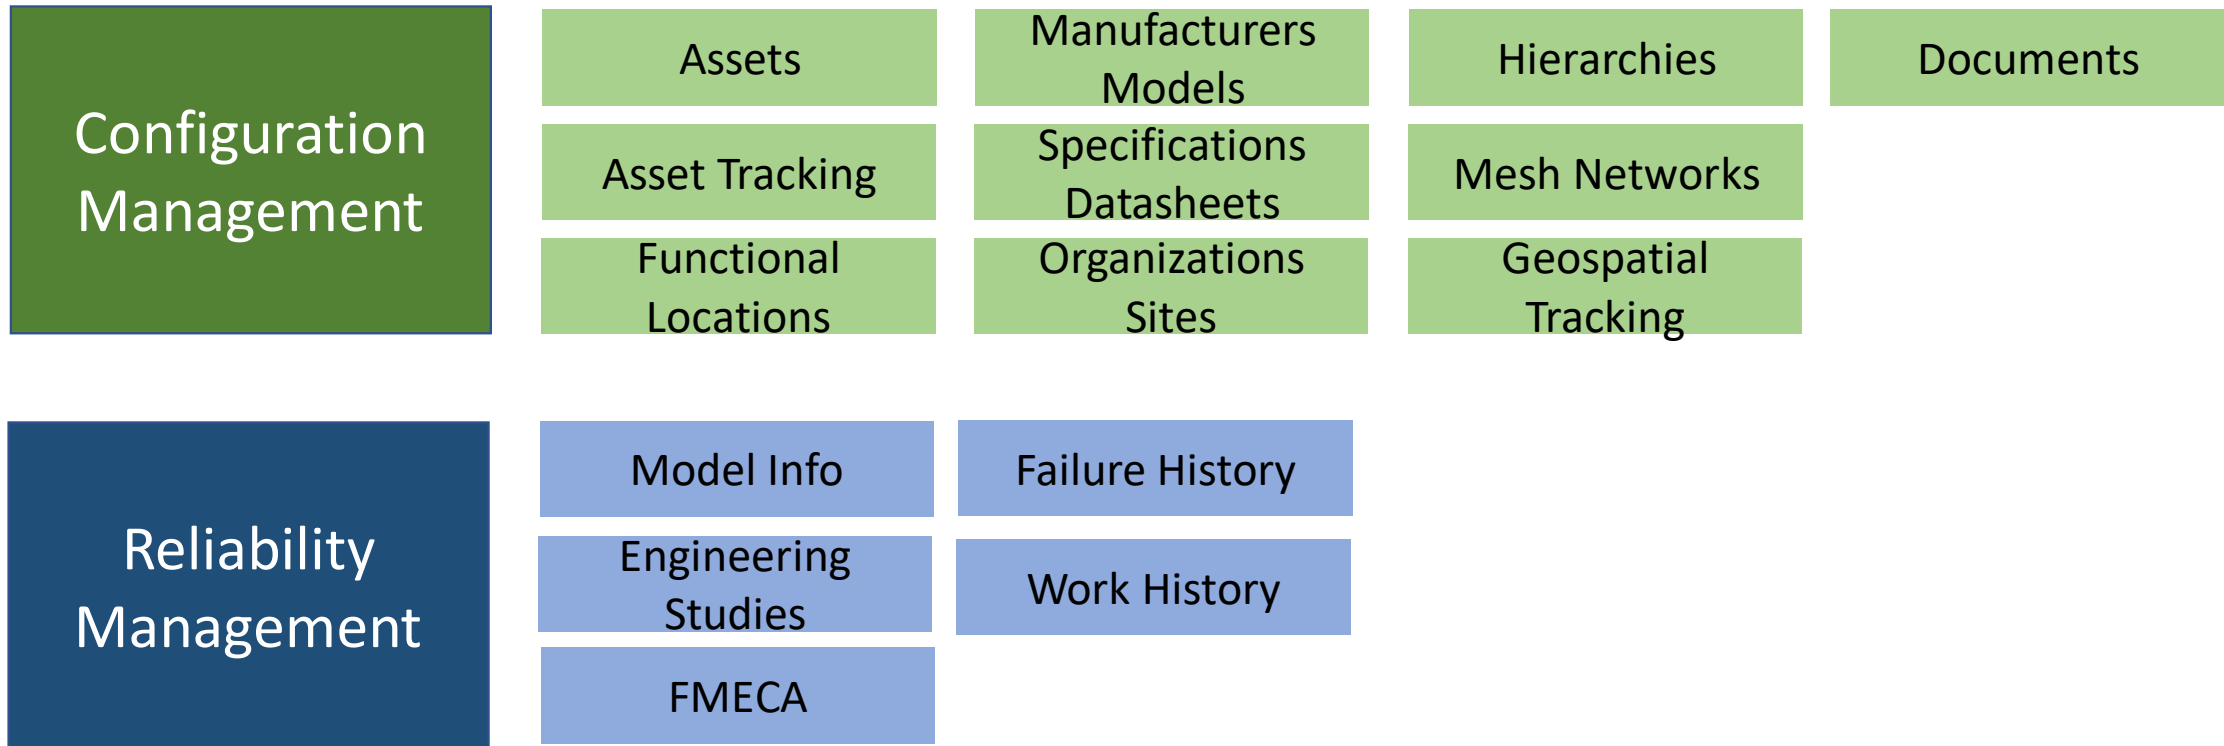 Configuration
Management
Assets
Manufacturers
Models
Hierarchies
Documents
Asset Tracking
Specifications
Datasheets
Mesh Networks
Functional
Locations
Organizations
Sites
Geospatial
Tracking
Reliability
Management
Model Info
Failure History
Engineering
Studies
Work History
FMECA